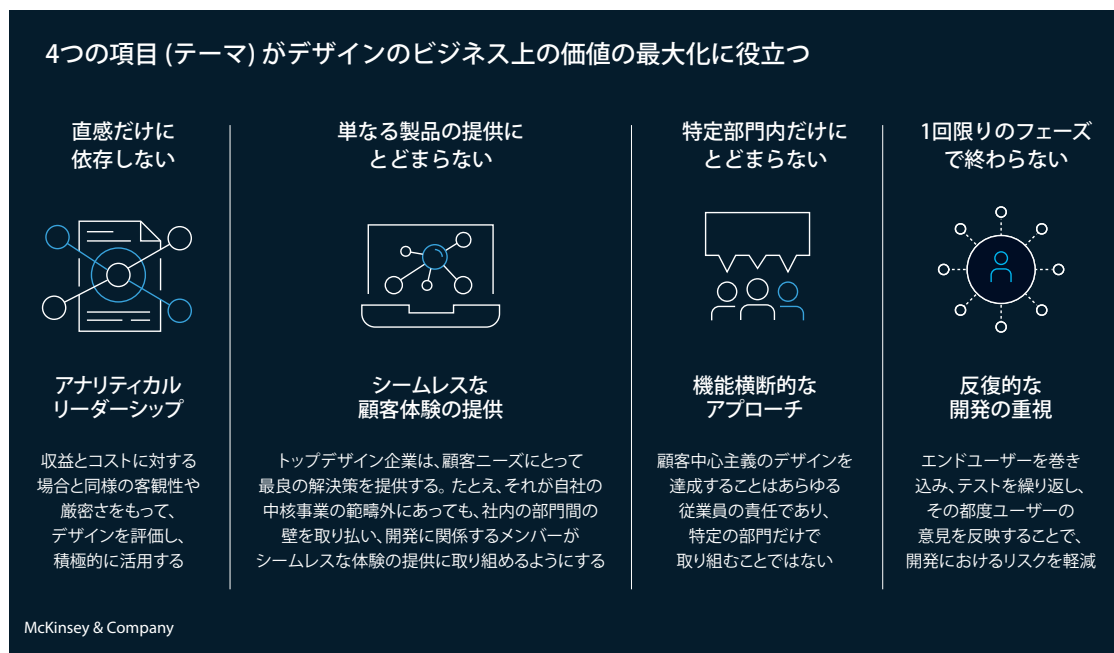 4つの項目 (テーマ) がデザインのビジネス上の価値の最大化に役立つ
直感だけに
依存しない
アナリティカル
リーダーシップ
収益とコストに対する
場合と同様の客観性や
厳密さをもって、
デザインを評価し、
積極的に活用する
単なる製品の提供に
とどまらない
シームレスな
顧客体験の提供
トップデザイン企業は、顧客ニーズにとって
最良の解決策を提供する。たとえ、それが自社の
中核事業の範疇外にあっても、社内の部門間の
壁を取り払い、開発に関係するメンバーが
シームレスな体験の提供に取り組めるようにする
特定部門内だけに
とどまらない
機能横断的な
アプローチ
顧客中心主義のデザインを
達成することはあらゆる
従業員の責任であり、
特定の部門だけで
取り組むことではない
1回限りのフェーズ
で終わらない
反復的な
開発の重視
エンドユーザーを巻き
込み、テストを繰り返し、
その都度ユーザーの
意見を反映することで、
開発におけるリスクを軽減
McKinsey & Company